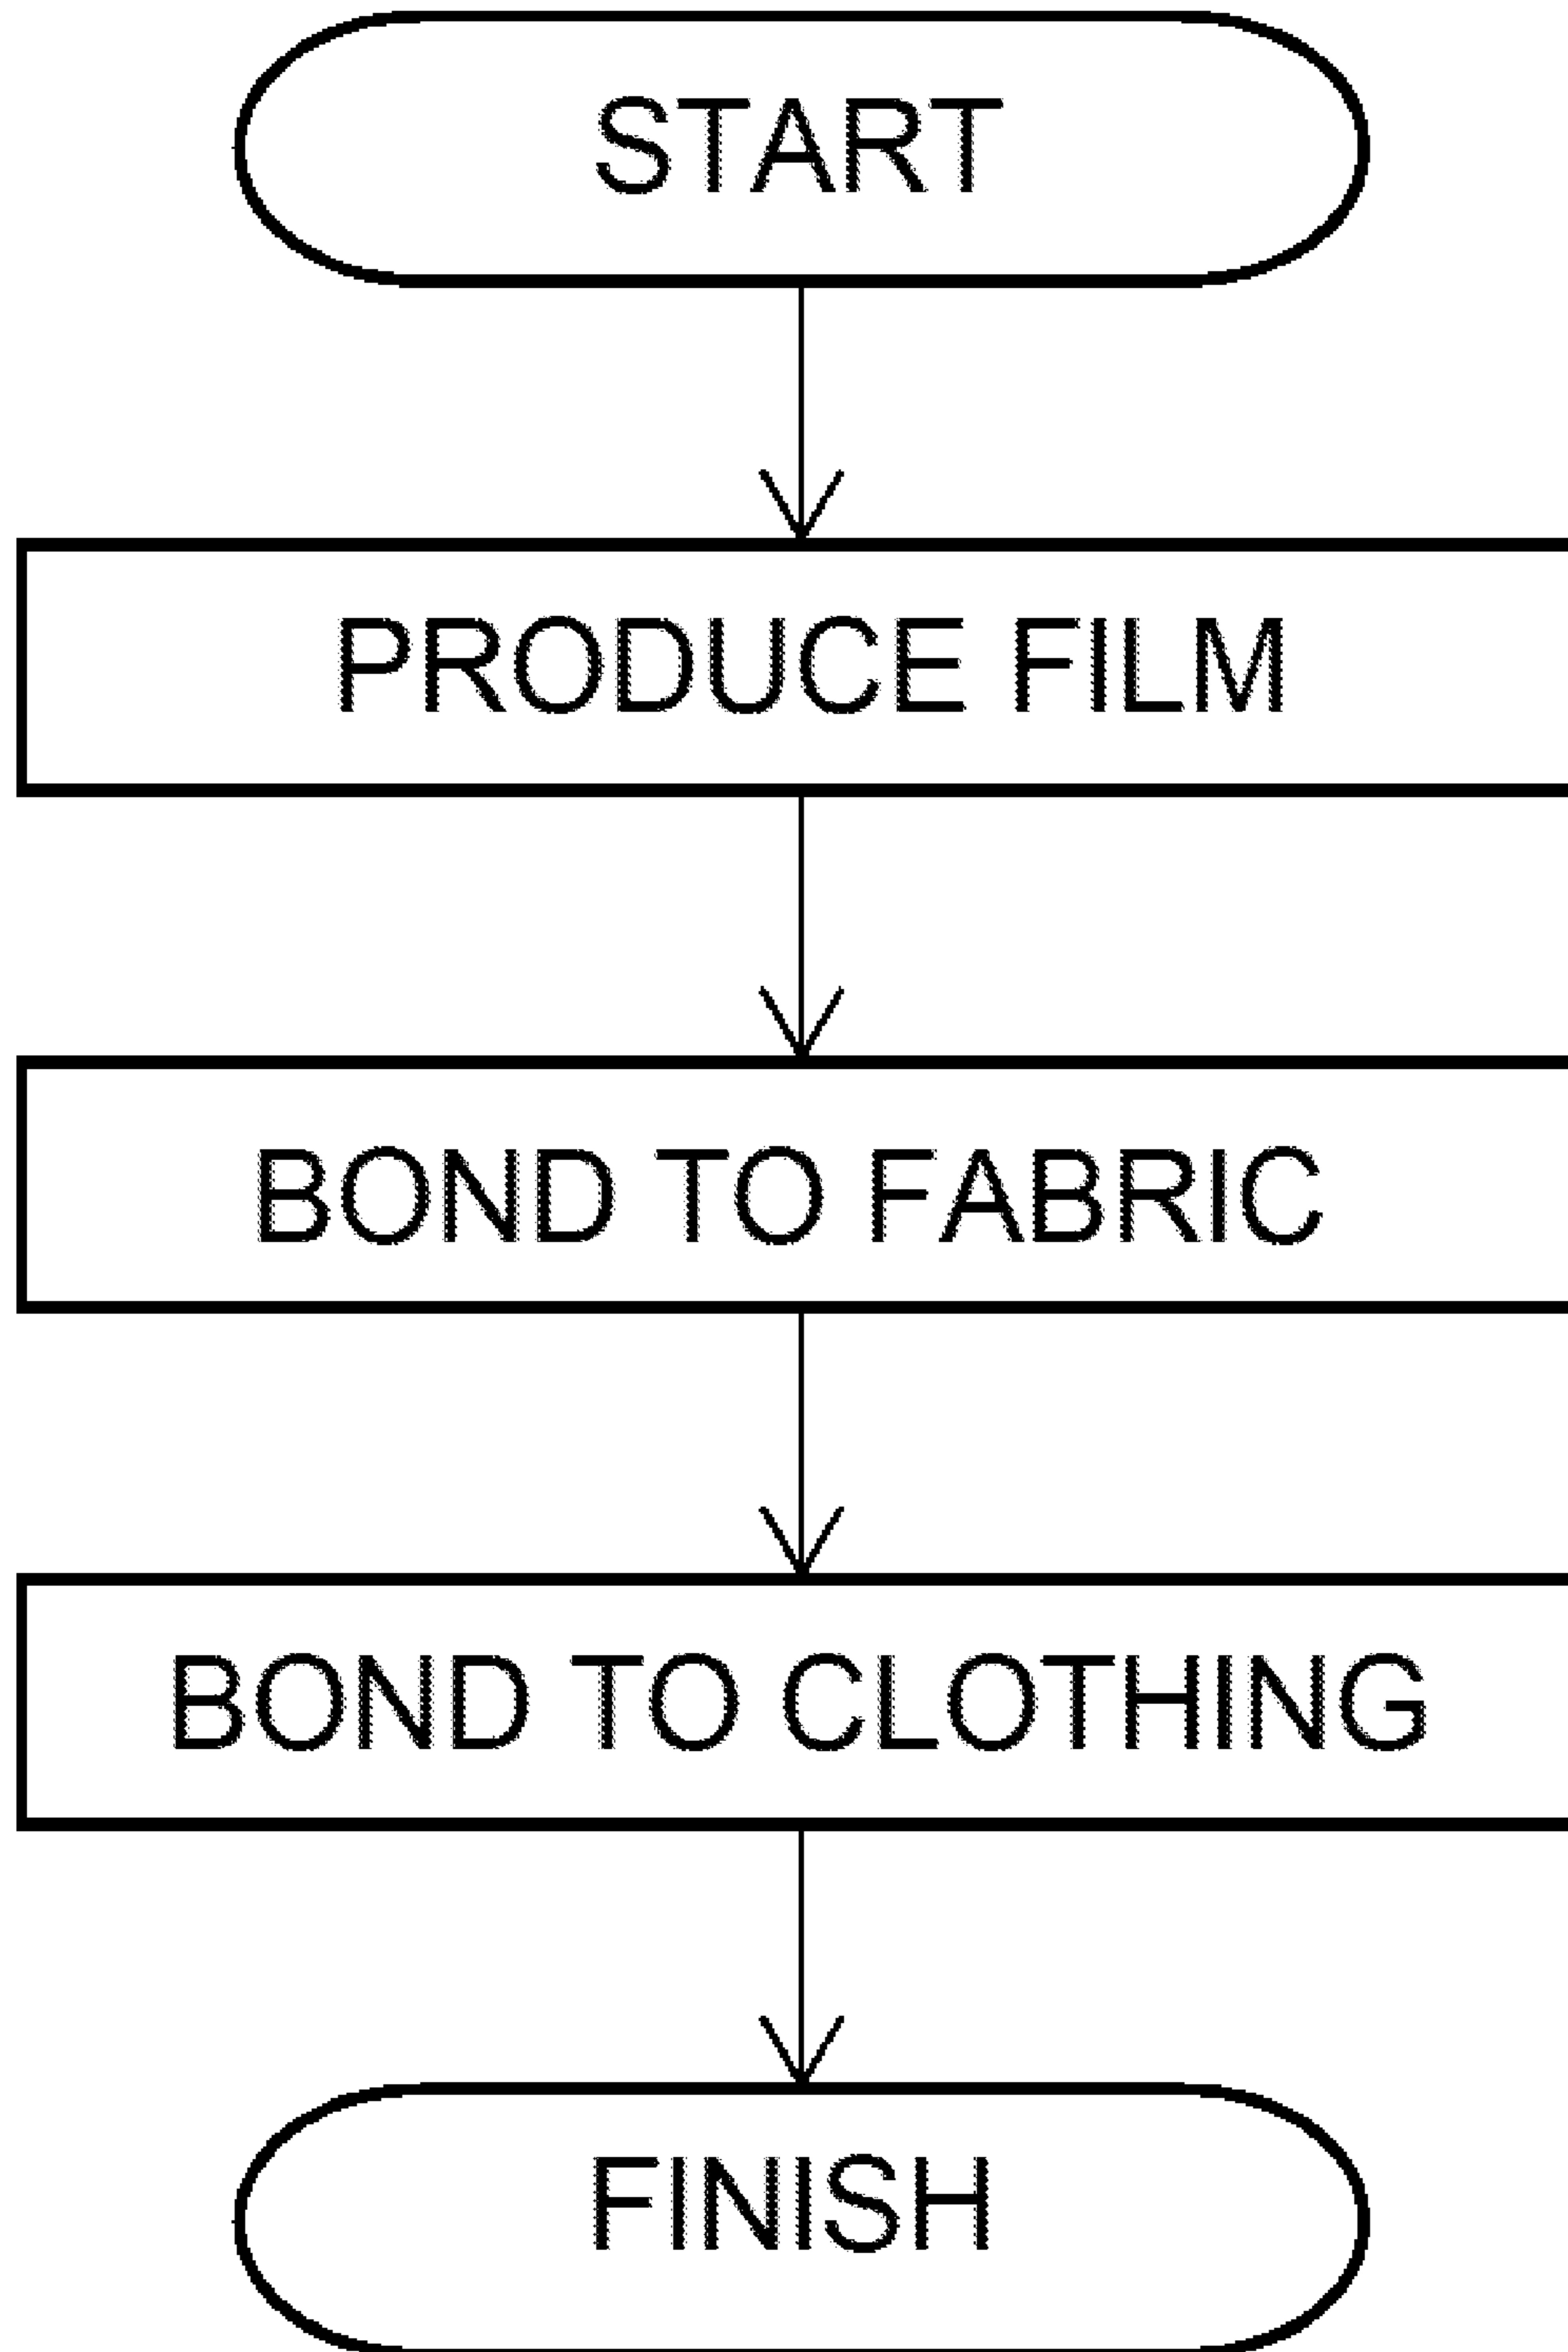 START
PRODUCE FILM
BOND TO FABRIC
BOND TO CLOTHING
FINISH